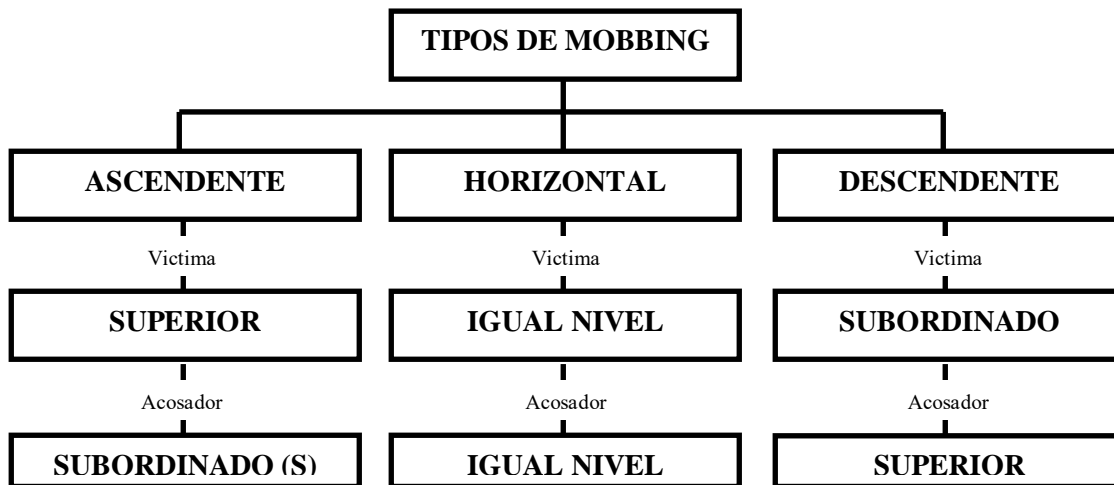 TIPOS DE MOBBING
ASCENDENTE HORIZONTAL DESCENDENTE
Victima Victima Victima
SUPERIOR IGUAL NIVEL SUBORDINADO
Acosador Acosador Acosador
SUBORDINADO (S) IGUAL NIVEL SUPERIOR